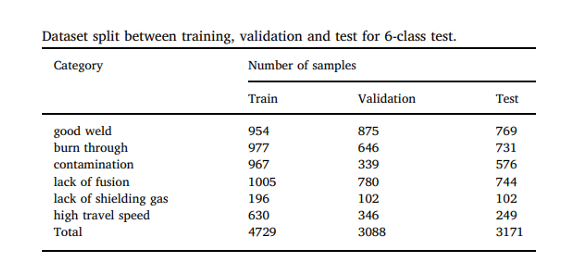 Dataset split between training, validation and test for 6-class test.
Category Number of samples
Train Validation Test
good weld 954 875 769
burn through 977 646 731
contamination 967 339 576
lack of fusion 1005 780 744
lack of shielding gas 196 102 102
high travel speed 630 346 249
Total 4729 3088 3171